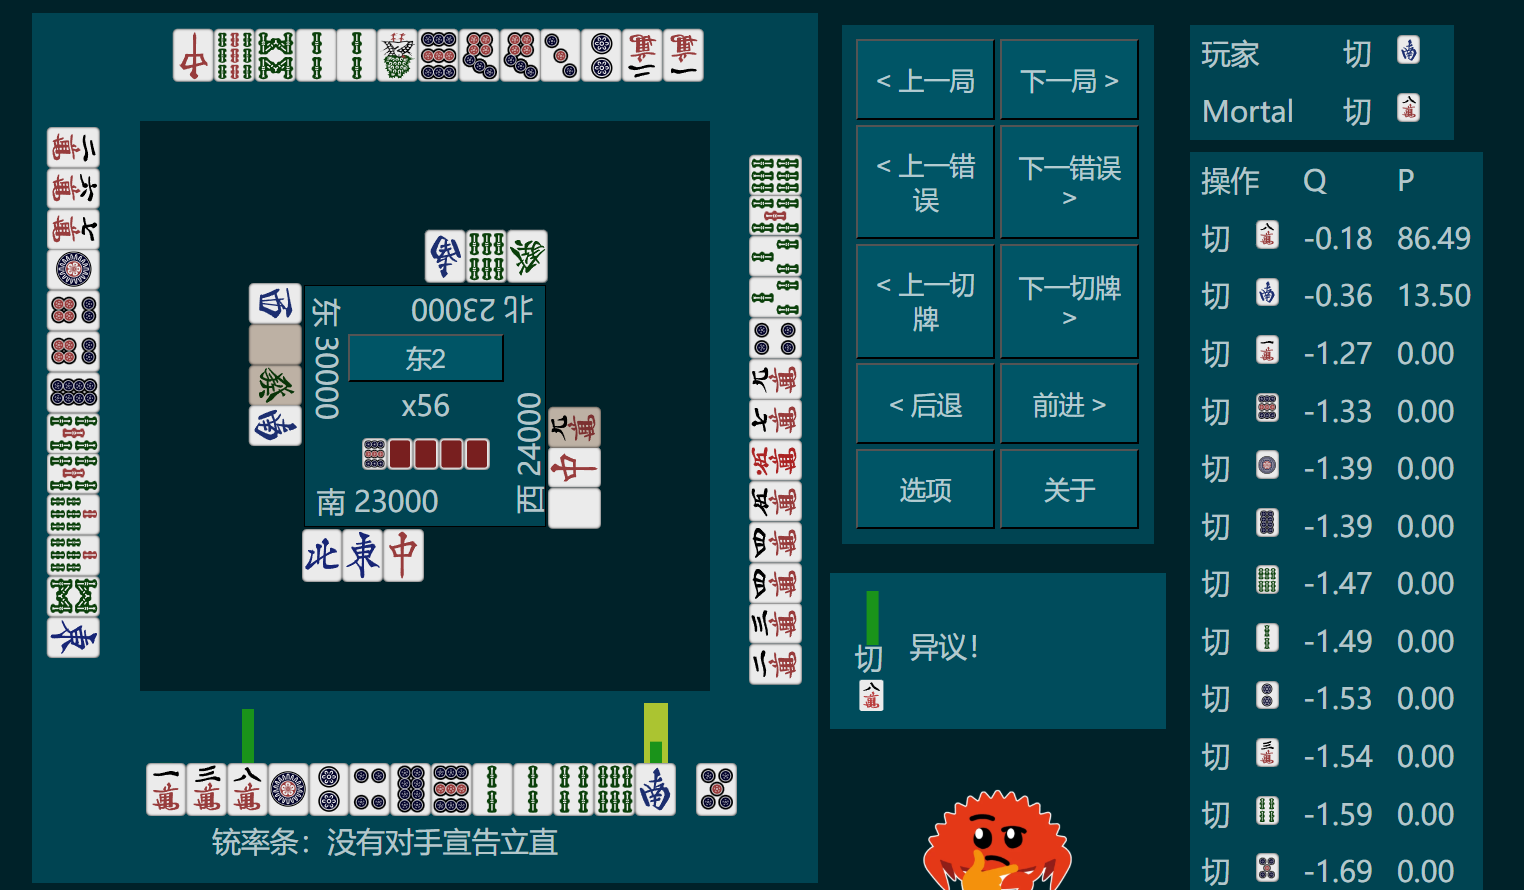 北 23000
东 30000
东2
x56
西 24000
南 23000
铳率条：没有对手宣告立直
< 上一局
下一局 >
< 上一错误
下一错误 >
< 上一切牌
下一切牌 >
< 后退
前进 >
选项
关于
切
异议！
玩家 切
Mortal 切
操作 Q P
切 -0.18 86.49
切 -0.36 13.50
切 -1.27 0.00
切 -1.33 0.00
切 -1.39 0.00
切 -1.39 0.00
切 -1.47 0.00
切 -1.49 0.00
切 -1.53 0.00
切 -1.54 0.00
切 -1.59 0.00
切 -1.69 0.00